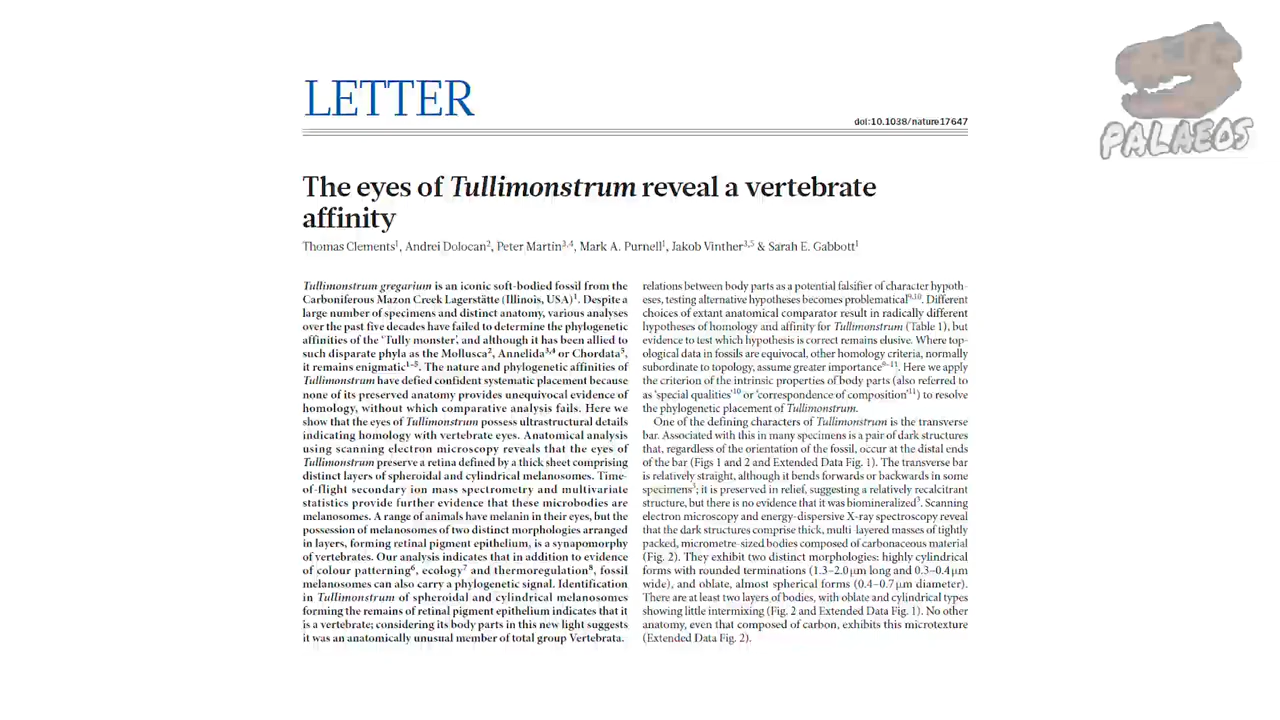 LETTER
doi:10.1038/nature17647
PALAEOS
The eyes of Tullimonstrum reveal a vertebrate
affinity
Thomas Clements1, Andrei Dolocan2, Peter Martin3,4, Mark A. Purnell1, Jakob Vinther3,5 & Sarah E. Gabbott1
Tullimonstrum gregarium is an iconic soft-bodied fossil from the
Carboniferous Mazon Creek Lagerstätte (Illinois, USA)1. Despite a
large number of specimens and distinct anatomy, various analyses
over the past five decades have failed to determine the phylogenetic
affinities of the ‘Tully monster’, and although it has been allied to
such disparate phyla as the Mollusca2, Annelida3,4 or Chordata5,
it remains enigmatic1–5. The nature and phylogenetic affinities of
Tullimonstrum have defied confident systematic placement because
none of its preserved anatomy provides unequivocal evidence of
homology, without which comparative analysis fails. Here we
show that the eyes of Tullimonstrum possess ultrastructural details
indicating homology with vertebrate eyes. Anatomical analysis
using scanning electron microscopy reveals that the eyes of
Tullimonstrum preserve a retina defined by a thick sheet comprising
distinct layers of spheroidal and cylindrical melanosomes. Time-
of-flight secondary ion mass spectrometry and multivariate
statistics provide further evidence that these microbodies are
melanosomes. A range of animals have melanin in their eyes, but the
possession of melanosomes of two distinct morphologies arranged
in layers, forming retinal pigment epithelium, is a synapomorphy
of vertebrates. Our analysis indicates that in addition to evidence
of colour patterning6, ecology7 and thermoregulation8, fossil
melanosomes can also carry a phylogenetic signal. Identification
in Tullimonstrum of spheroidal and cylindrical melanosomes
forming the remains of retinal pigment epithelium indicates that it
is a vertebrate; considering its body parts in this new light suggests
it was an anatomically unusual member of total group Vertebrata.
relations between body parts as a potential falsifier of character hypoth-
eses, testing alternative hypotheses becomes problematical9,10. Different
choices of extant anatomical comparator result in radically different
hypotheses of homology and affinity for Tullimonstrum (Table 1), but
evidence to test which hypothesis is correct remains elusive. Where top-
ological data in fossils are equivocal, other homology criteria, normally
subordinate to topology, assume greater importance9–11. Here we apply
the criterion of the intrinsic properties of body parts (also referred to
as ‘special qualities’10 or ‘correspondence of composition’11) to resolve
the phylogenetic placement of Tullimonstrum.
One of the defining characters of Tullimonstrum is the transverse
bar. Associated with this in many specimens is a pair of dark structures
that, regardless of the orientation of the fossil, occur at the distal ends
of the bar (Figs 1 and 2 and Extended Data Fig. 1). The transverse bar
is relatively straight, although it bends forwards or backwards in some
specimens3; it is preserved in relief, suggesting a relatively recalcitrant
structure, but there is no evidence that it was biomineralized3. Scanning
electron microscopy and energy-dispersive X-ray spectroscopy reveal
that the dark structures comprise thick, multi-layered masses of tightly
packed, micrometre-sized bodies composed of carbonaceous material
(Fig. 2). They exhibit two distinct morphologies: highly cylindrical
forms with rounded terminations (1.3–2.0 µm long and 0.3–0.4 µm
wide), and oblate, almost spherical forms (0.4–0.7 µm diameter).
There are at least two layers of bodies, with oblate and cylindrical types
showing little intermixing (Fig. 2 and Extended Data Fig. 1). No other
anatomy, even that composed of carbon, exhibits this microtexture
(Extended Data Fig. 2).